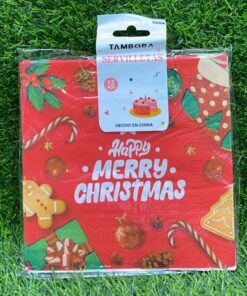 TAMBORA
SERVILLETAS
HECHO EN CHINA
Happy
MERRY
CHRISTMAS